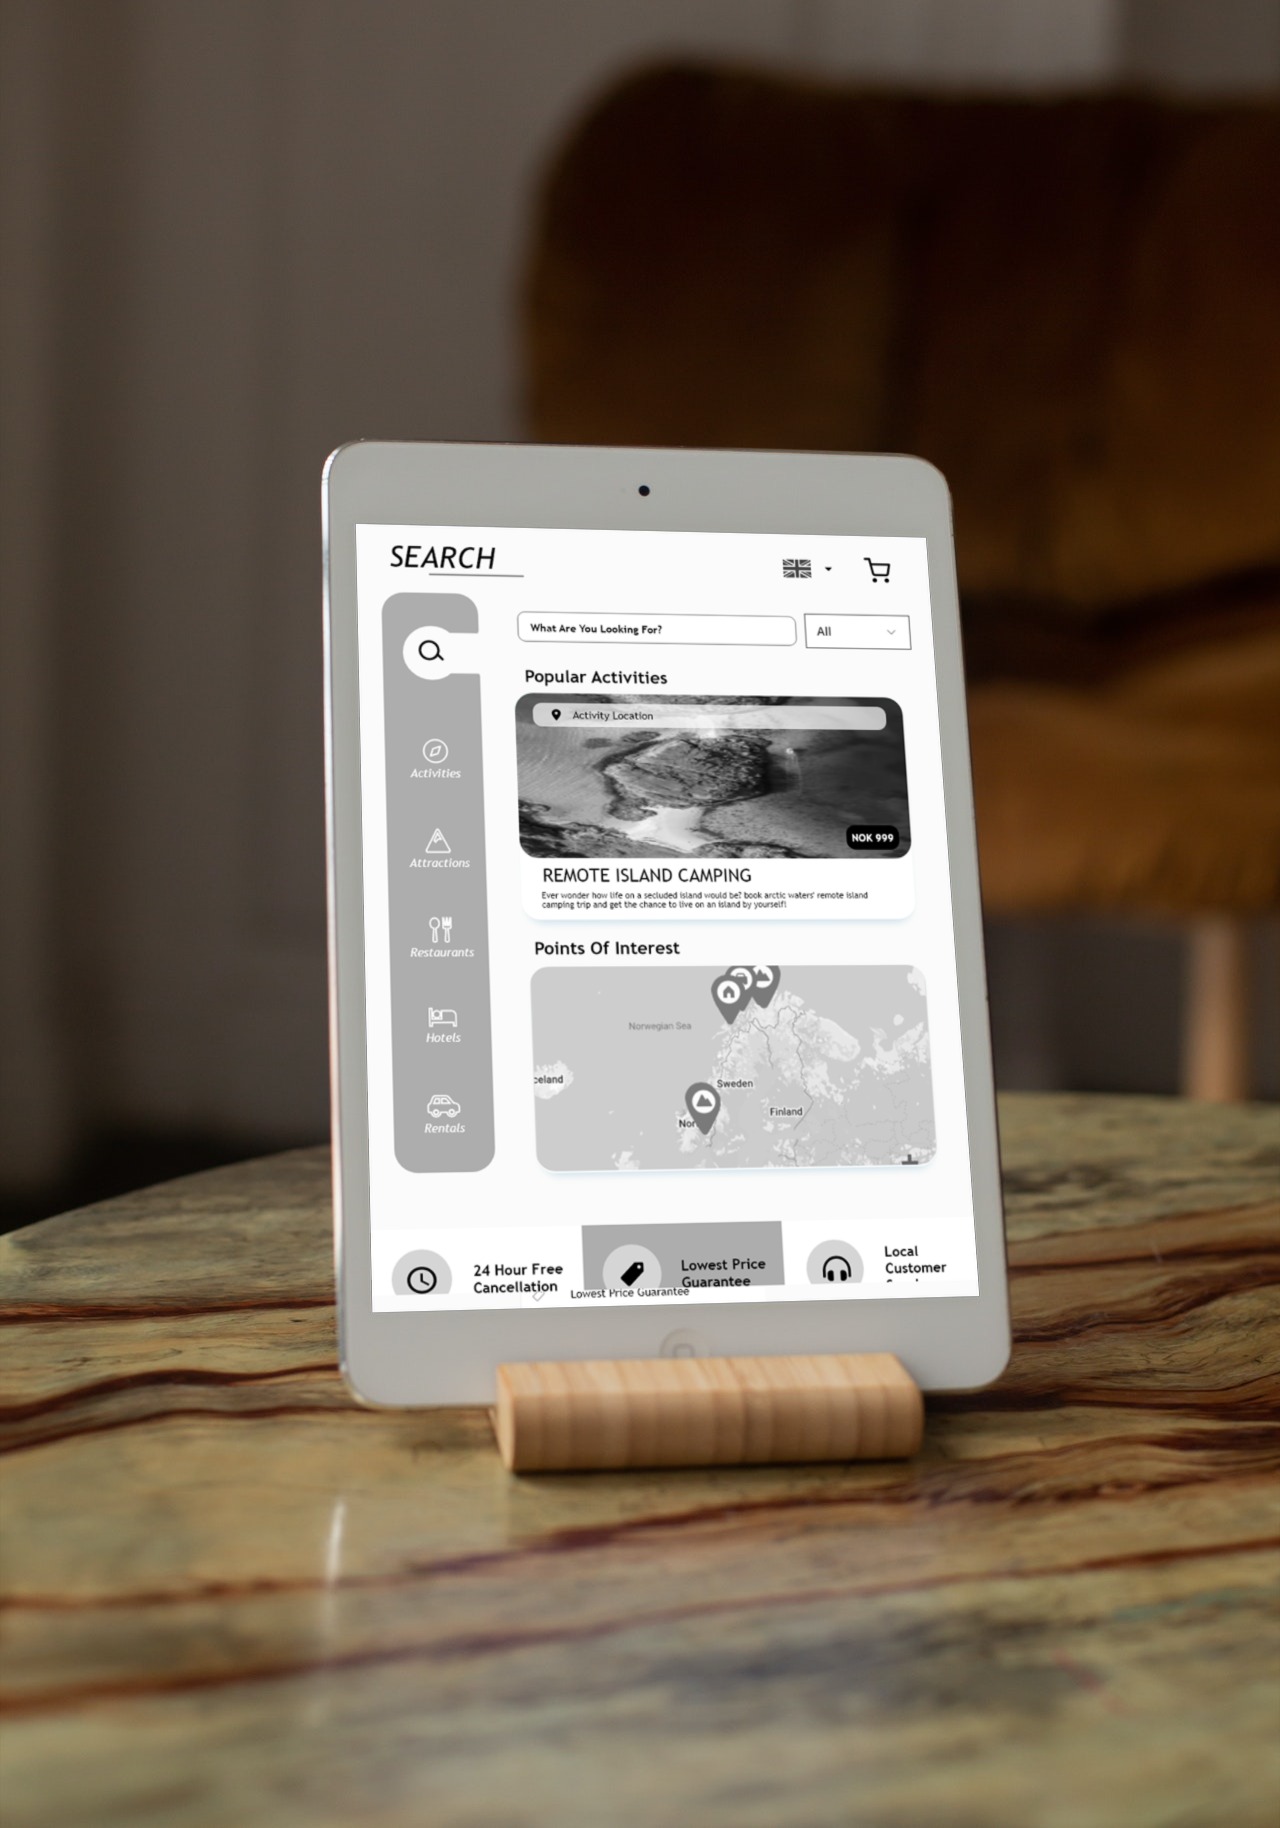 SEARCH
What Are You Looking For?
All
Popular Activities
Activity Location
NOK 999
REMOTE ISLAND CAMPING
Ever wonder how life on a secluded island would be? book arctic waters' remote island
camping trip and get the chance to live on an island by yourself!
Points Of Interest
Norwegian Sea
celand
Sweden
Finland
Nor
Activities
Attractions
Restaurants
Hotels
Rentals
24 Hour Free
Cancellation
Lowest Price
Guarantee
Lowest Price Guarantee
Local
Customer